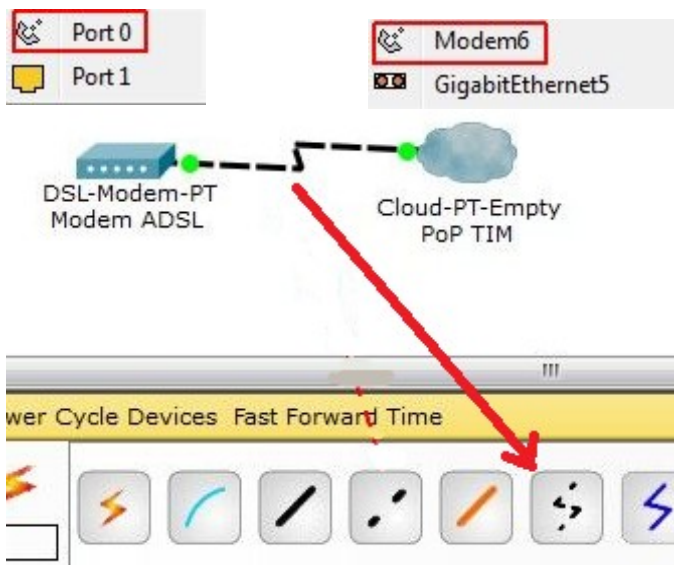 Port 0
Port 1
Modem6
GigabitEthernet5
DSL-Modem-PT
Modem ADSL
Cloud-PT-Empty
PoP TIM
wer Cycle Devices Fast Forward Time